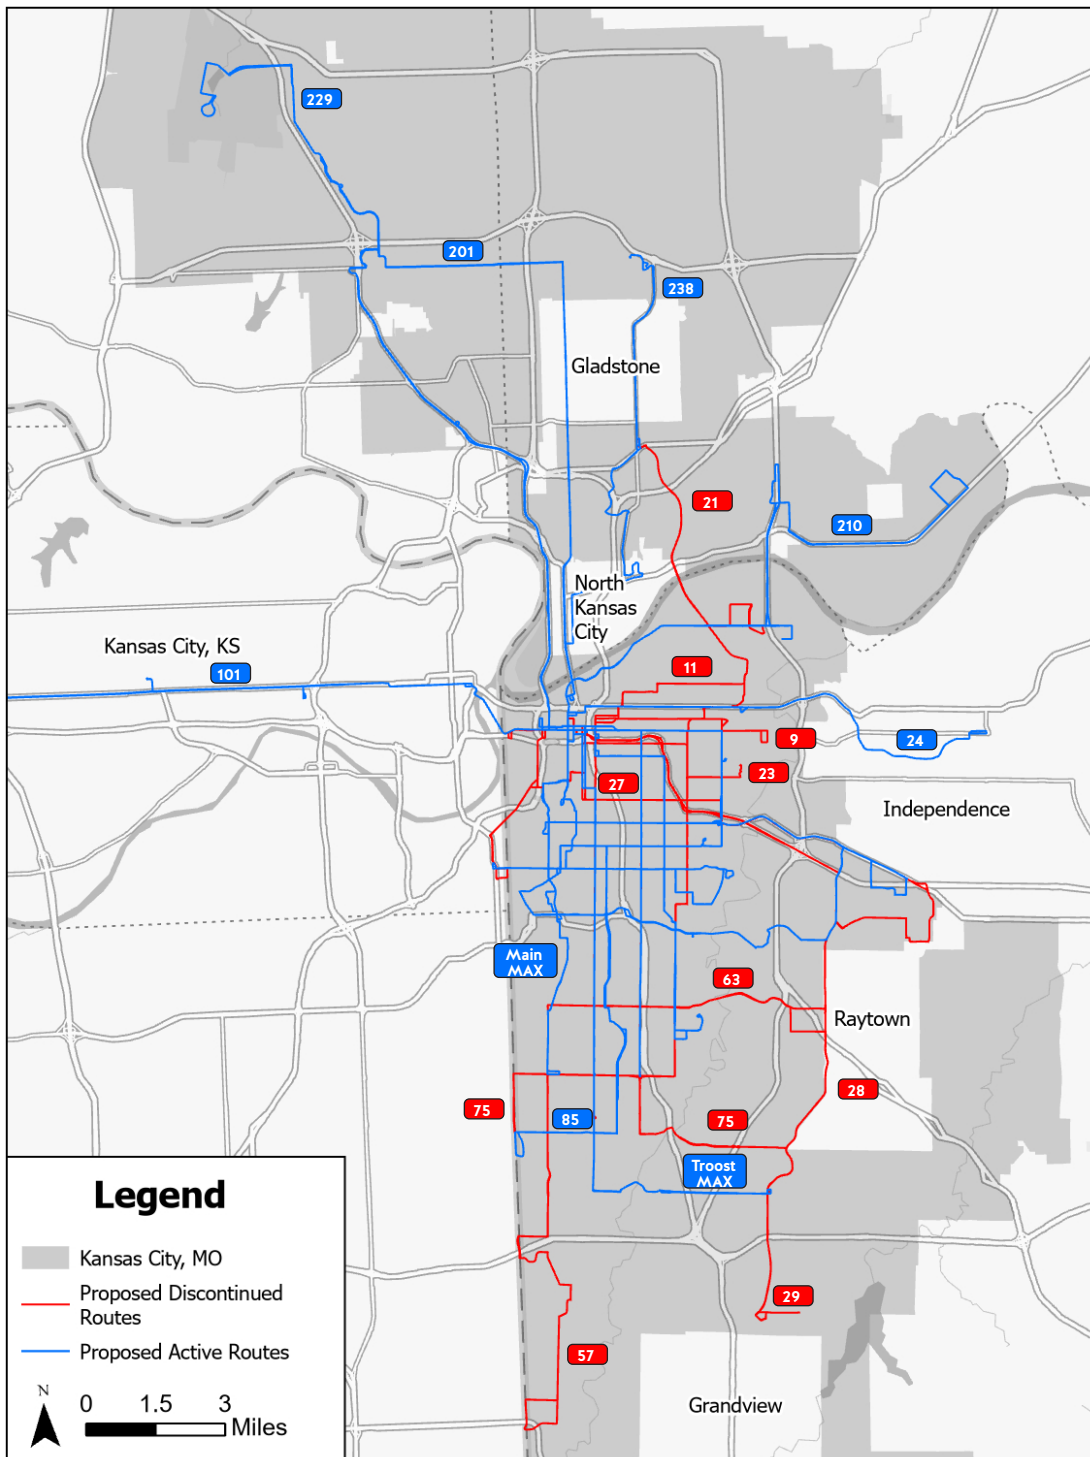 229
201
238
Gladstone
21
210
North
Kansas
City
Kansas City, KS
101
11
9
24
23
27
Independence
Main
MAX
63
Raytown
28
75
85
75
Troost
MAX
29
57
Grandview
Legend
Kansas City, MO
Proposed Discontinued
Routes
Proposed Active Routes
N
0 1.5 3
Miles